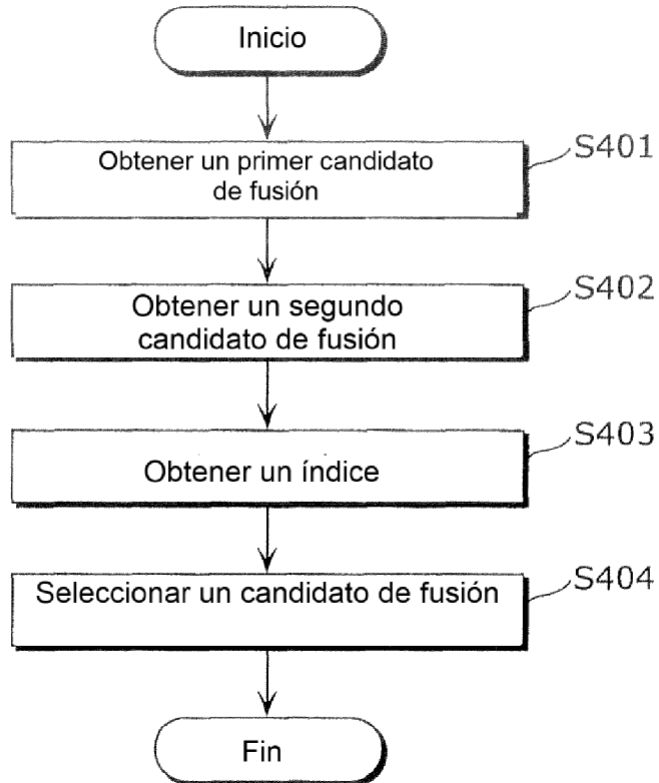 Inicio
Obtener un primer candidato
de fusión
S401
Obtener un segundo
candidato de fusión
S402
Obtener un índice
S403
Seleccionar un candidato de fusión
S404
Fin